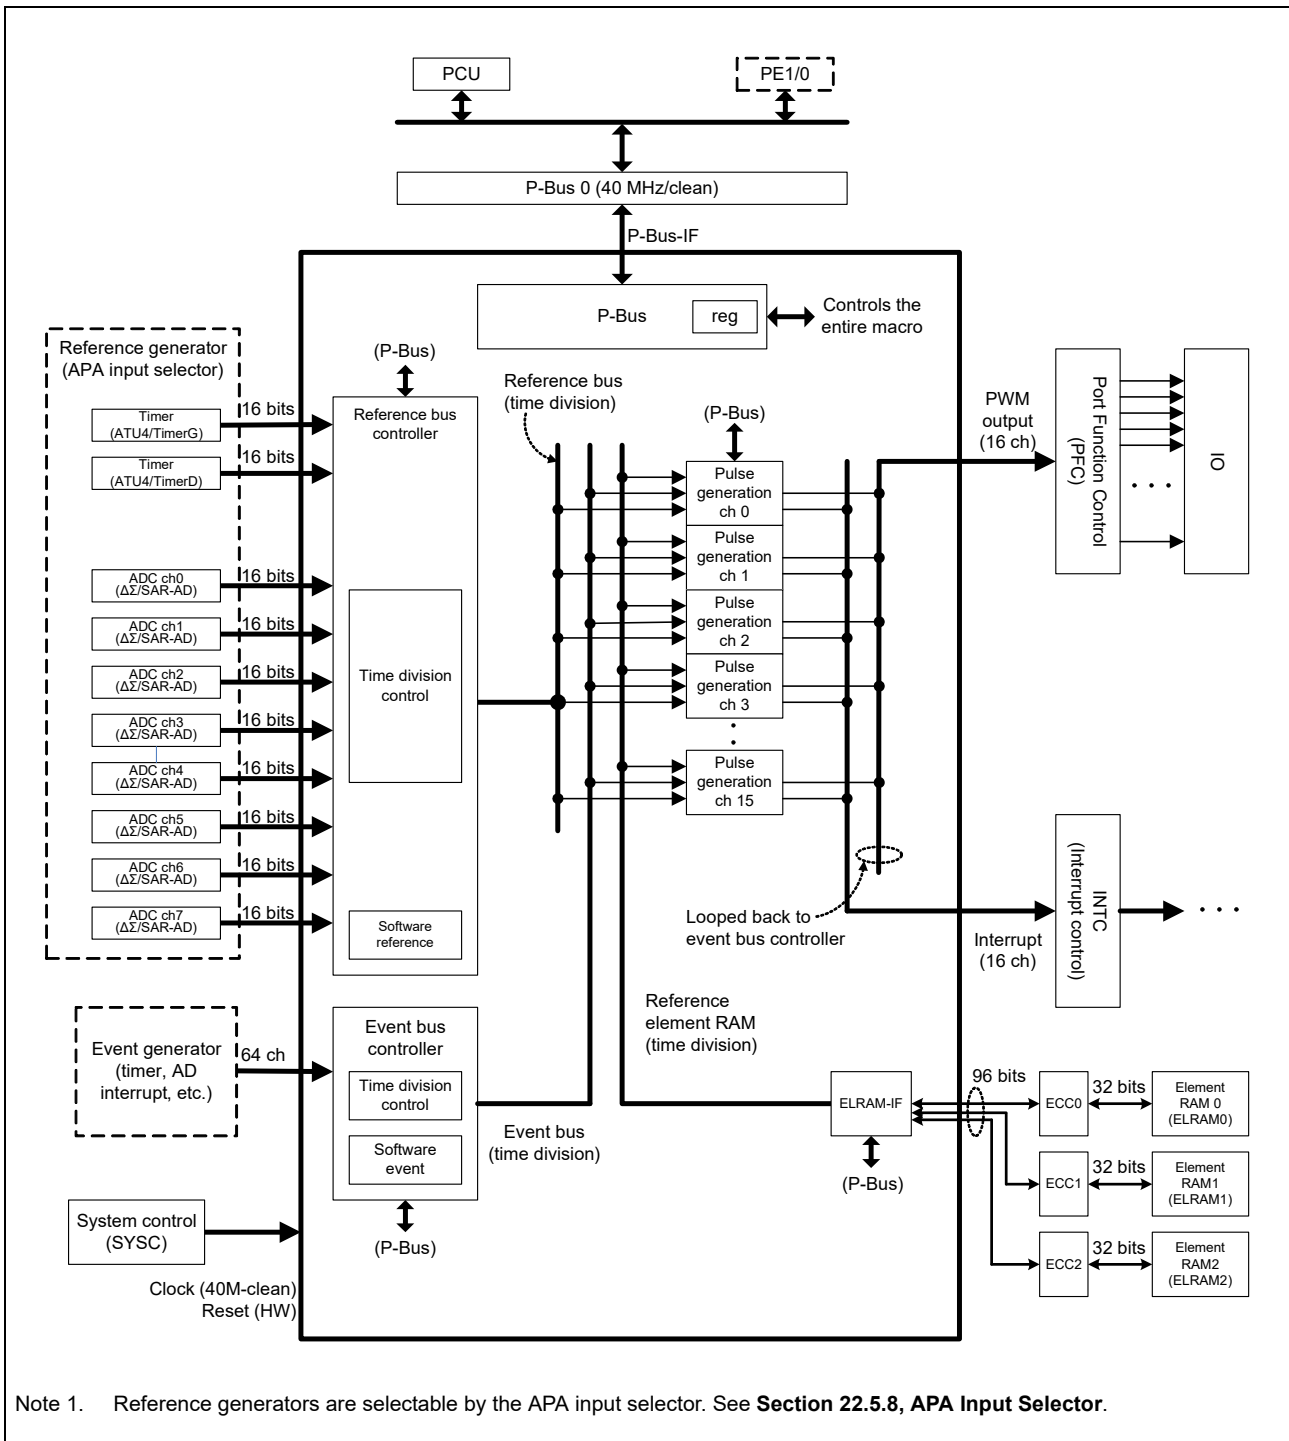 PCU
PE1/0
P-Bus 0 (40 MHz/clean)
P-Bus-IF
P-Bus
reg
Controls the
entire macro
Reference generator
(APA input selector)
Timer
(ATU4/TimerG)
16 bits
Timer
(ATU4/TimerD)
16 bits
ADC ch0
(ΔΣ/SAR-AD)
16 bits
ADC ch1
(ΔΣ/SAR-AD)
16 bits
ADC ch2
(ΔΣ/SAR-AD)
16 bits
ADC ch3
(ΔΣ/SAR-AD)
16 bits
ADC ch4
(ΔΣ/SAR-AD)
16 bits
ADC ch5
(ΔΣ/SAR-AD)
16 bits
ADC ch6
(ΔΣ/SAR-AD)
16 bits
ADC ch7
(ΔΣ/SAR-AD)
16 bits
(P-Bus)
Reference bus
controller
Time division
control
Software
reference
Reference bus
(time division)
(P-Bus)
Pulse
generation
ch 0
Pulse
generation
ch 1
Pulse
generation
ch 2
Pulse
generation
ch 3
Pulse
generation
ch 15
PWM
output
(16 ch)
Port Function Control
(PFC)
IO
Looped back to
event bus controller
Interrupt
(16 ch)
INTC
(Interrupt control)
Event generator
(timer, AD
interrupt, etc.)
64 ch
Event bus
controller
Time division
control
Software
event
(P-Bus)
Event bus
(time division)
Reference
element RAM
(time division)
ELRAM-IF
(P-Bus)
96 bits
ECC0
32 bits
Element
RAM 0
(ELRAM0)
ECC1
32 bits
Element
RAM1
(ELRAM1)
ECC2
32 bits
Element
RAM2
(ELRAM2)
System control
(SYSC)
Clock (40M-clean)
Reset (HW)
Note 1. Reference generators are selectable by the APA input selector. See Section 22.5.8, APA Input Selector.